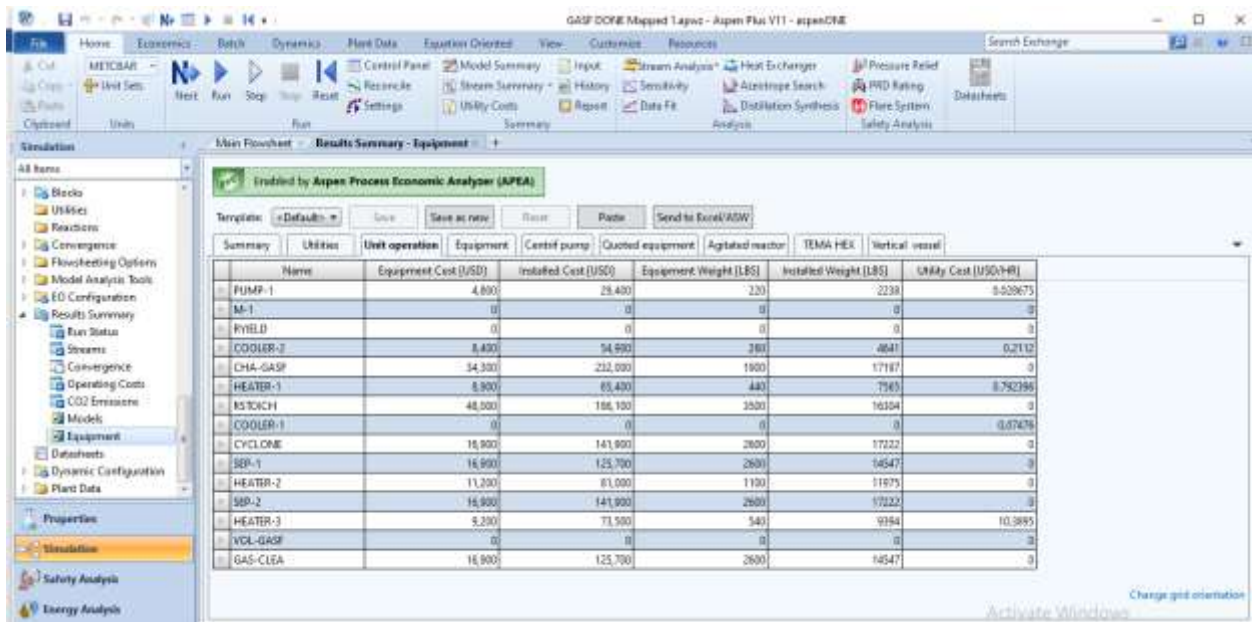 GASF DONE Mapped 1.apwz - Aspen Plus V11 - aspenONE
File Home Economics Batch Dynamics Plant Data Equation Oriented View Customize Resources Search Exchange
Cut METCBAR Control Panel Model Summary Input Stream Analysis Heat Exchanger Pressure Relief
Copy Unit Sets Next Run Step Stop Reset Reconcile Stream Summary History Sensitivity Azeotrope Search PRD Rating Datasheets
Paste Settings Utility Costs Report Data Fit Distillation Synthesis Flare System
Clipboard Units Run Summary Analysis Safety Analysis
Simulation Main Flowsheet Results Summary - Equipment +
All Items
Enabled by Aspen Process Economic Analyzer (APEA)
Blocks
Utilities
Reactions
Convergence
Flowsheeting Options
Model Analysis Tools
EO Configuration
Results Summary
Run Status
Streams
Convergence
Operating Costs
CO2 Emissions
Models
Equipment
Datasheets
Dynamic Configuration
Plant Data
Properties
Simulation
Safety Analysis
Energy Analysis
Template: <Default> Save Save as new Reset Paste Send to Excel/ASW
Summary Utilities Unit operation Equipment Centrif pump Quoted equipment Agitated reactor TEMA HEX Vertical vessel
Name Equipment Cost [USD] Installed Cost [USD] Equipment Weight [LBS] Installed Weight [LBS] Utility Cost [USD/HR]
PUMP-1 4,800 29,400 220 2238 0.028675
M-1 0 0 0 0 0
RYIELD 0 0 0 0 0
COOLER-2 8,400 54,900 4641 0.2112
CHA-GASF 34,300 232,000 1900 0
HEATER-1 8,900 65,400 440 7565 0.792396
RSTOICH 3500 16304 0
COOLER-1 0 0 0 0 0.07476
CYCLONE 16,900 141,900 2600 17222 0
SEP-1 16,900 125,700 2600 14547 0
HEATER-2 11,200 81,000 1100 11975 0
SEP-2 16,900 141,900 2600 17222 0
HEATER-3 9,200 73,500 540 9394 10.3895
VOL-GASF 0 0 0 0 0
GAS-CLEA 16,900 125,700 2600 14547 0
Change grid orientation
Activate Windows